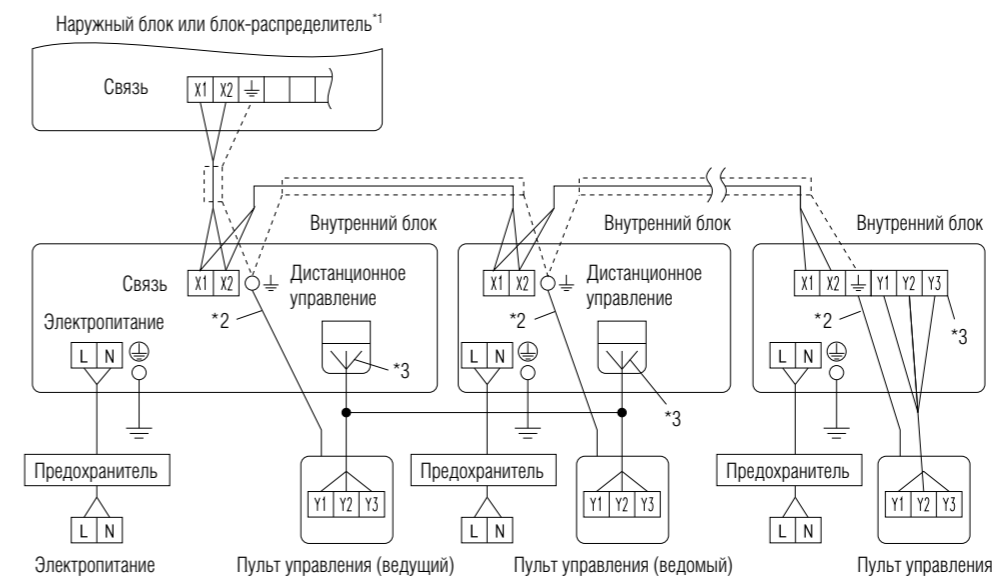 Наружный блок или блок-распределитель*1
Связь
X1 X2
Внутренний блок
Внутренний блок
Внутренний блок
Связь
X1 X2
Дистанционное
управление
X1 X2
Дистанционное
управление
X1 X2 Y1 Y2 Y3
*2
*2
*2
*3
Электропитание
L N
*3
L N
*3
L N
Предохранитель
Предохранитель
Предохранитель
Y1 Y2 Y3
Y1 Y2 Y3
Y1 Y2 Y3
L N
L N
L N
Электропитание
Пульт управления (ведущий)
Пульт управления (ведомый)
Пульт управления